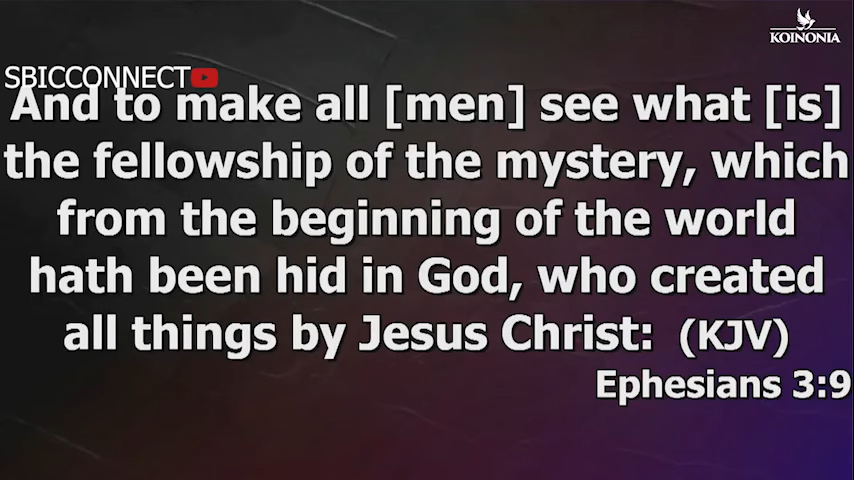 KOINONIA
SBICCONNECT
And to make all [men] see what [is]
the fellowship of the mystery, which
from the beginning of the world
hath been hid in God, who created
all things by Jesus Christ: (KJV)
Ephesians 3:9